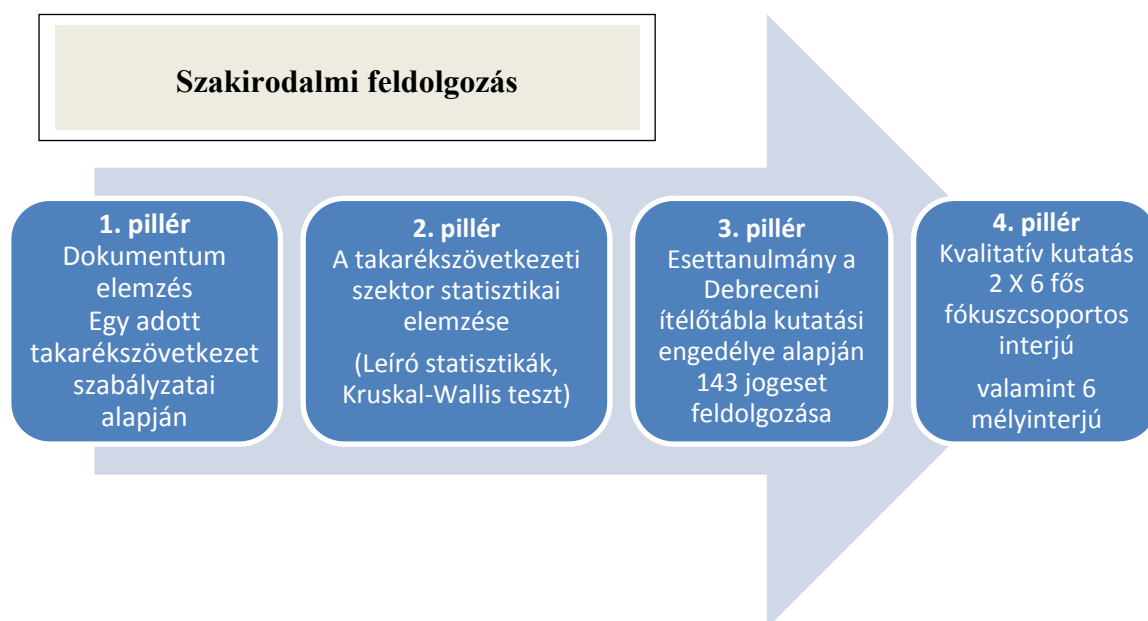 Szakirodalmi feldolgozás
1. pillér
Dokumentum
elemzés
Egy adott
takarékszövetkezet
szabályzatai
alapján
2. pillér
A takarékszövetkezeti
szektor statisztikai
elemzése
(Leíró statisztikák,
Kruskal-Wallis teszt)
3. pillér
Esettanulmány a
Debreceni
ítélőtábla kutatási
engedélye alapján
143 jogeset
feldolgozása
4. pillér
Kvalitatív kutatás
2 X 6 fős
fókuszcsoportos
interjú
valamint 6
mélyinterjú